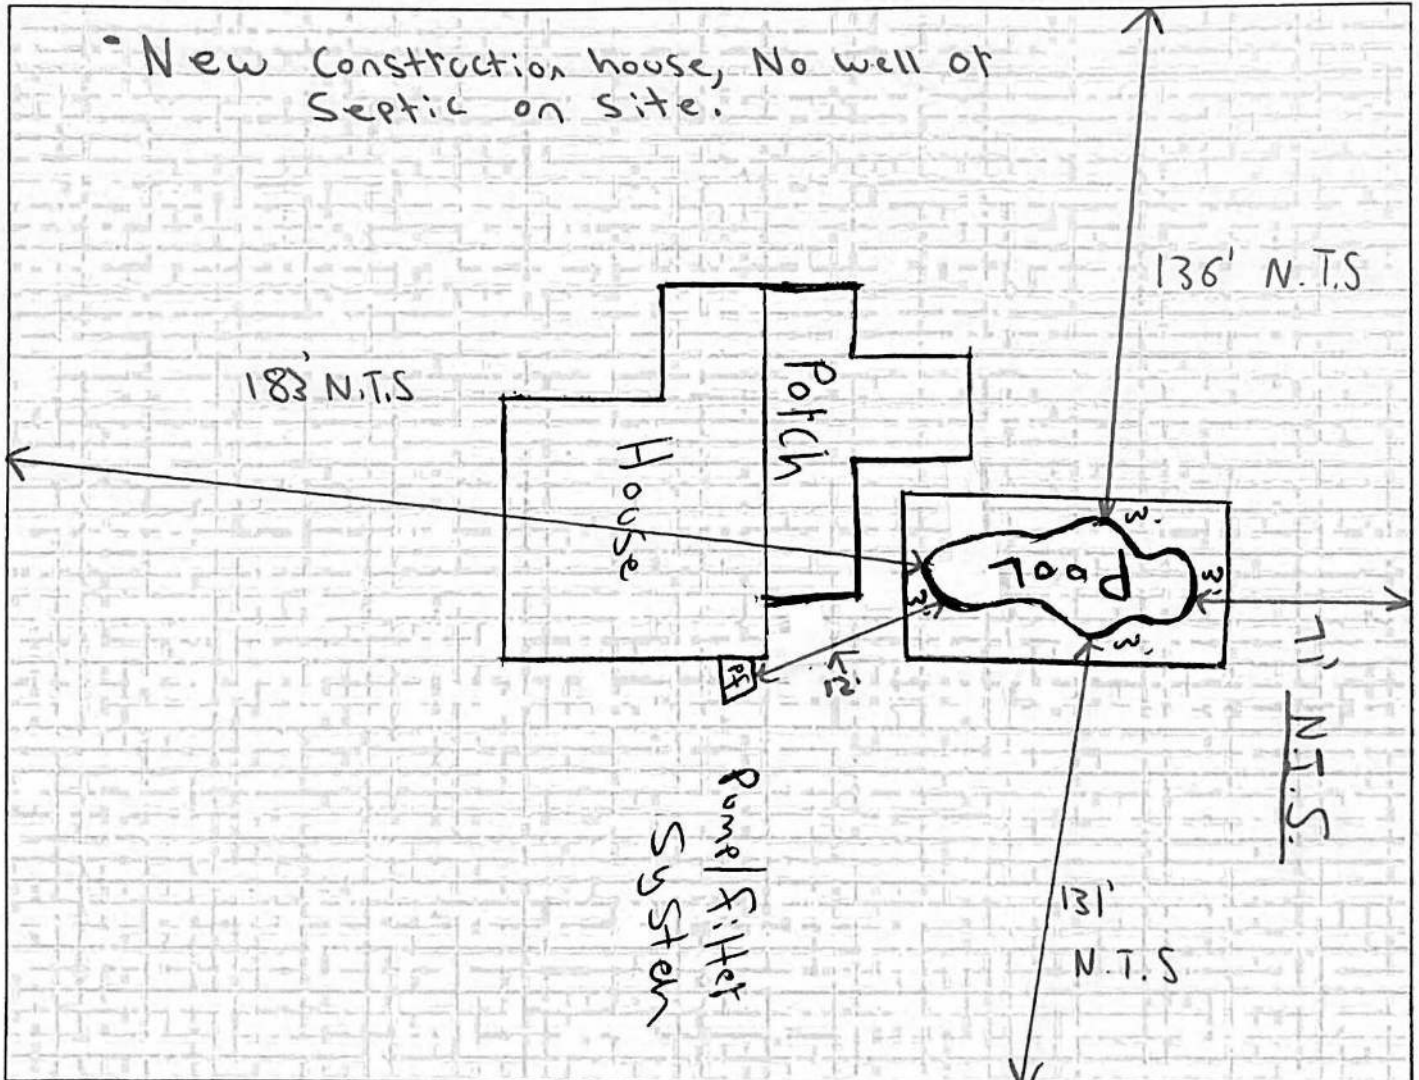 • New Construction house, No well or
Septic on site.
136' N.T.S
183' N.T.S
Porch
House
Pool
3'
3'
3'
3'
12'
P.F
71'
N.T.S.
Pump/Filter
System
131'
N.T.S